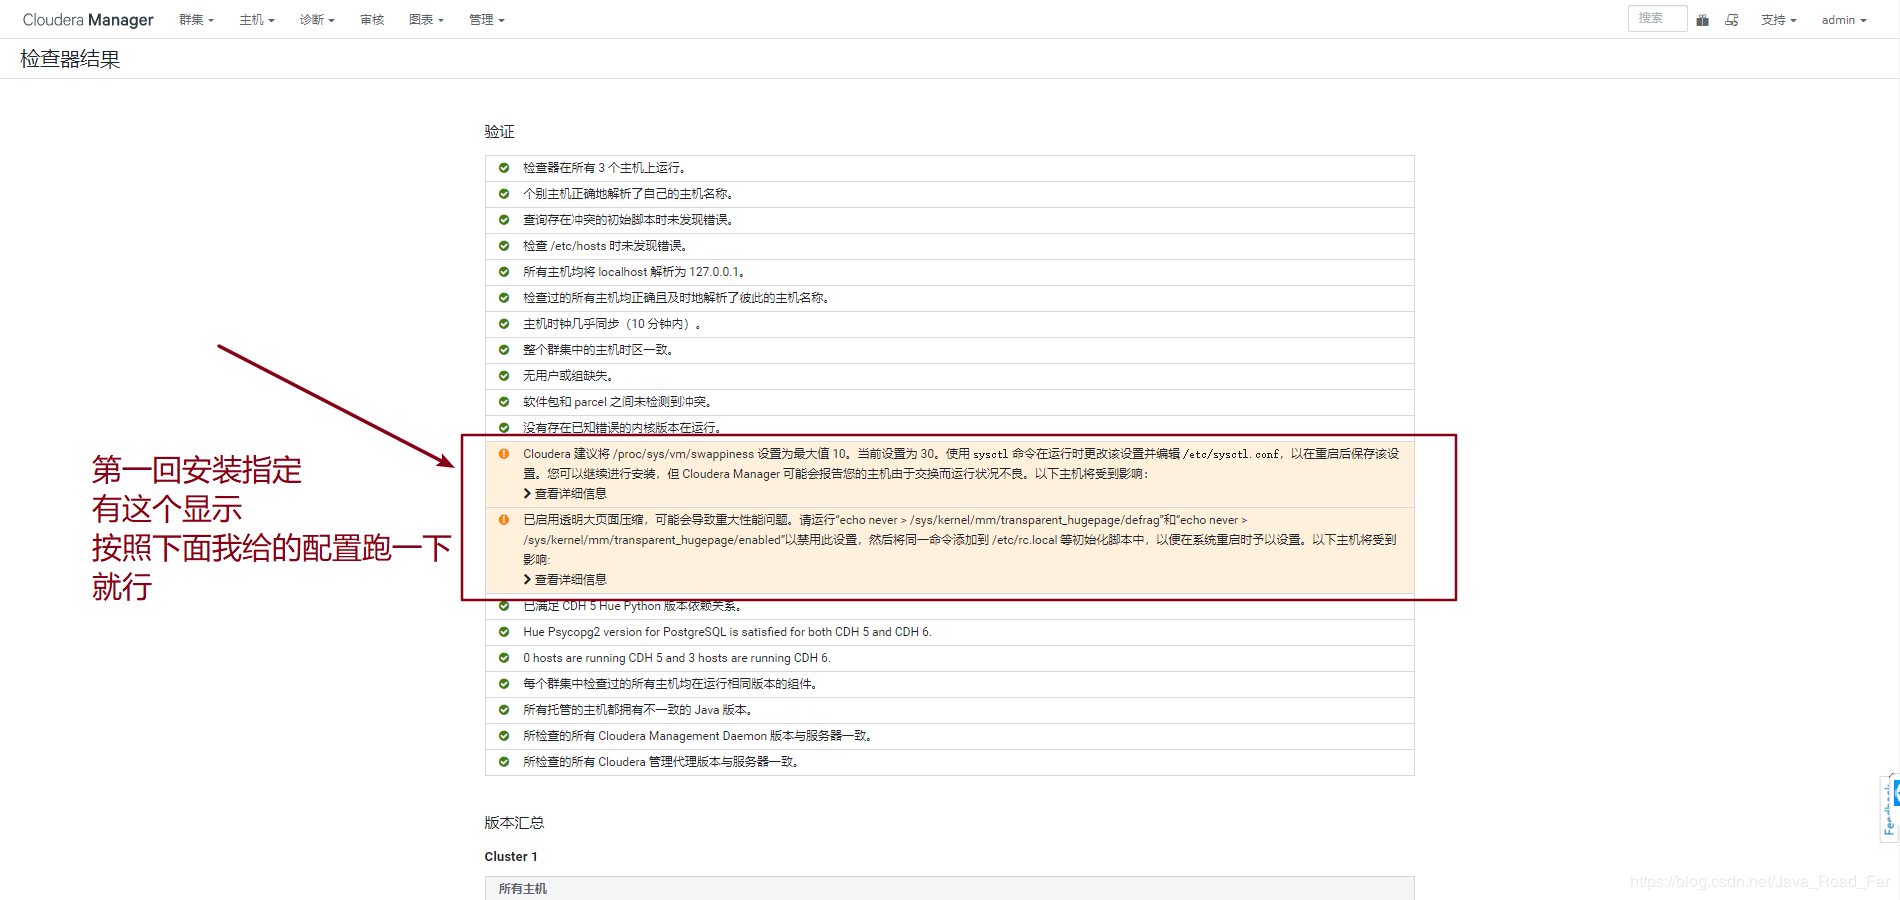 Cloudera Manager 群集 主机 诊断 审核 图表 管理 搜索 支持 admin
检查器结果
验证
检查器在所有 3 个主机上运行。
个别主机正确地解析了自己的主机名称。
查询存在冲突的初始脚本时未发现错误。
检查 /etc/hosts 时未发现错误。
所有主机均将 localhost 解析为 127.0.0.1。
检查过的所有主机均正确且及时地解析了彼此的主机名称。
主机时钟几乎同步（10 分钟内）。
整个群集中的主机时区一致。
无用户或组缺失。
软件包和 parcel 之间未检测到冲突。
没有存在已知错误的内核版本在运行。
Cloudera 建议将 /proc/sys/vm/swappiness 设置为最大值 10。当前设置为 30。使用 sysctl 命令在运行时更改该设置并编辑 /etc/sysctl.conf，以在重启后保存该设
置。您可以继续进行安装，但 Cloudera Manager 可能会报告您的主机由于交换而运行状况不良。以下主机将受到影响：
查看详细信息
已启用透明大页面压缩，可能会导致重大性能问题。请运行“echo never > /sys/kernel/mm/transparent_hugepage/defrag”和“echo never >
/sys/kernel/mm/transparent_hugepage/enabled”以禁用此设置，然后将同一命令添加到 /etc/rc.local 等初始化脚本中，以便在系统重启时予以设置。以下主机将受到
影响:
查看详细信息
第一回安装指定
有这个显示
按照下面我给的配置跑一下
就行
已满足 CDH 5 Hue Python 版本依赖关系。
Hue Psycopg2 version for PostgreSQL is satisfied for both CDH 5 and CDH 6.
0 hosts are running CDH 5 and 3 hosts are running CDH 6.
每个群集中检查过的所有主机均在运行相同版本的组件。
所有托管的主机都拥有不一致的 Java 版本。
所检查的所有 Cloudera Management Daemon 版本与服务器一致。
所检查的所有 Cloudera 管理代理版本与服务器一致。
Feedback
版本汇总
Cluster 1
所有主机
https://blog.csdn.net/Java_Road_Far